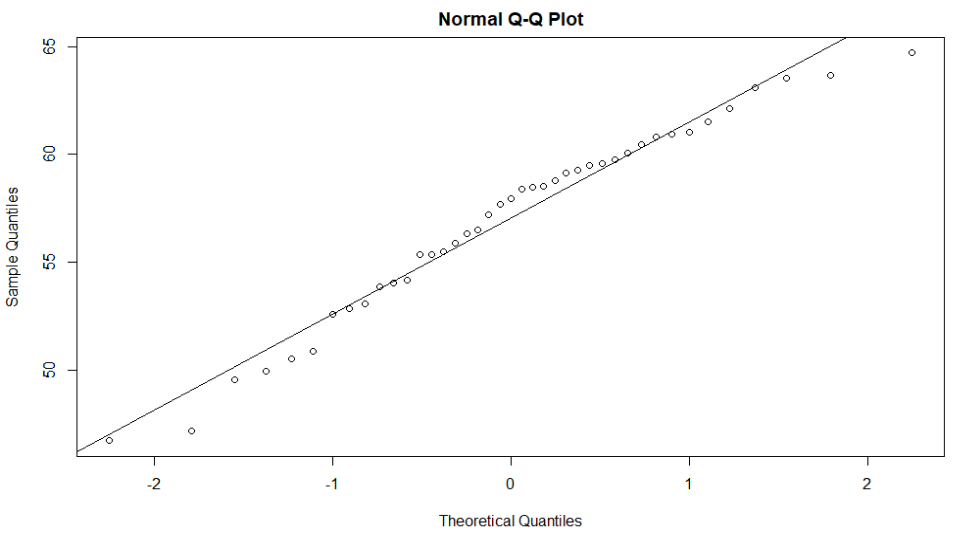 Normal Q-Q Plot
65
60
55
50
Sample Quantiles
-2 -1 0 1 2
Theoretical Quantiles